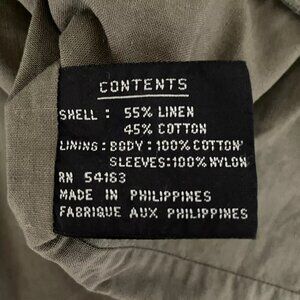 CONTENTS
SHELL: 55% LINEN
45% COTTON
LINING: BODY: 100% COTTON
SLEEVES: 100% NYLON
RN 54163
MADE IN PHILIPPINES
FABRIQUE AUX PHILIPPINES